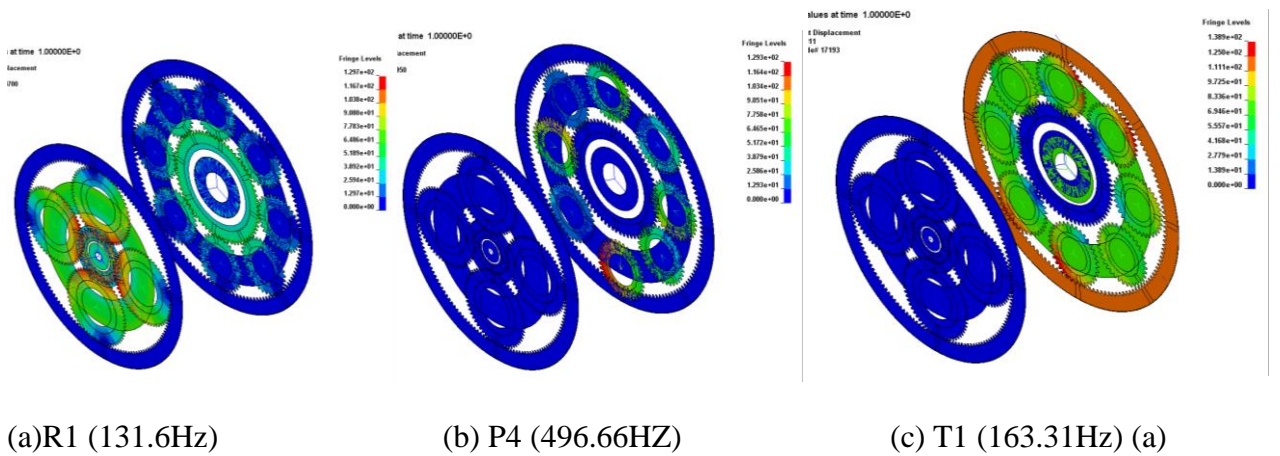 at time 1.00000E+0
Fringe Levels
1.297e+02
1.167e+02
1.038e+02
9.080e+01
7.783e+01
6.486e+01
5.189e+01
3.892e+01
2.594e+01
1.297e+01
0.000e+00
at time 1.00000E+0
Fringe Levels
1.293e+02
1.164e+02
1.034e+02
9.051e+01
7.758e+01
6.465e+01
5.172e+01
3.879e+01
2.586e+01
1.293e+01
0.000e+00
alues at time 1.00000E+0
t Displacement
11
de# 17193
Fringe Levels
1.389e+02
1.250e+02
1.111e+02
9.725e+01
8.336e+01
6.946e+01
5.557e+01
4.168e+01
2.779e+01
1.389e+01
0.000e+00
(a)R1 (131.6Hz)
(b) P4 (496.66HZ)
(c) T1 (163.31Hz) (a)